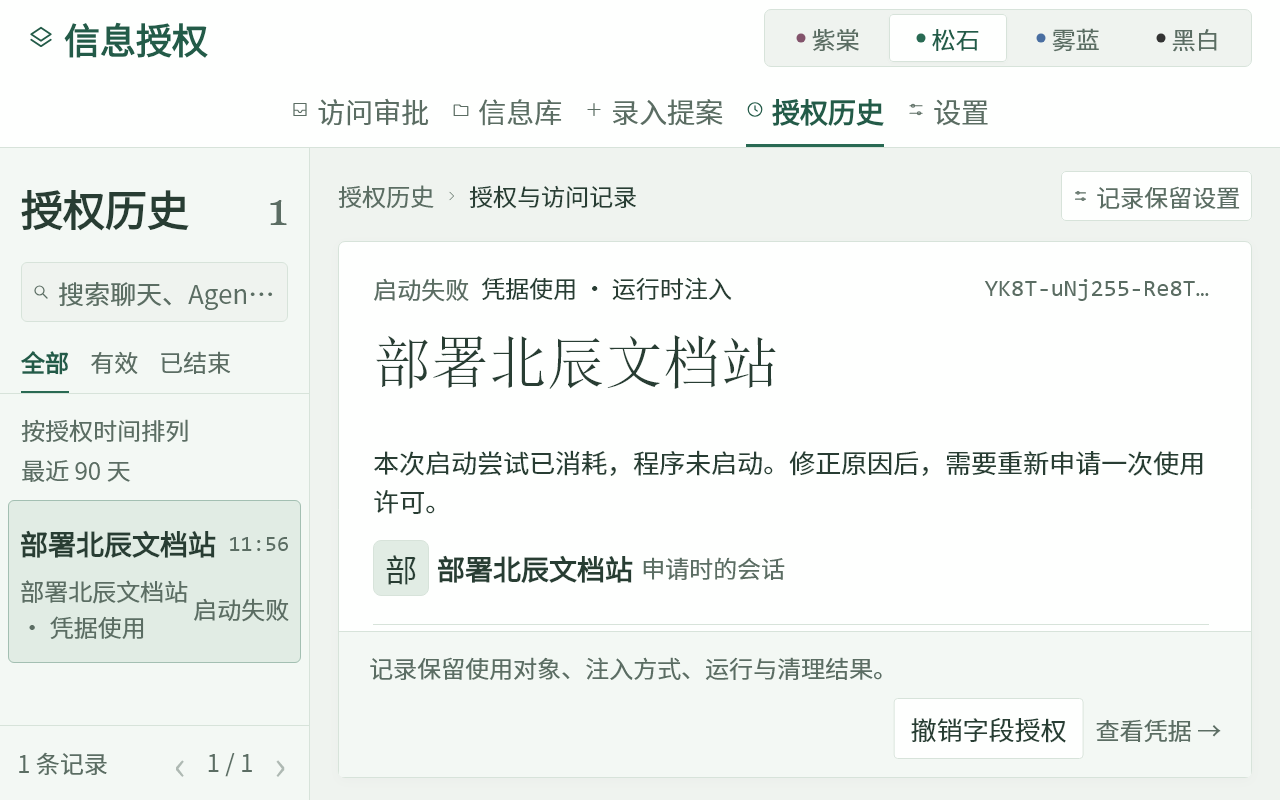 信息授权
紫棠
松石
雾蓝
黑白
访问审批
信息库
录入提案
授权历史
设置
授权历史
1
搜索聊天、Agen…
全部
有效
已结束
按授权时间排列
最近 90 天
部署北辰文档站
11:56
部署北辰文档站
· 凭据使用
启动失败
1 条记录
‹
1 / 1
›
授权历史 › 授权与访问记录
记录保留设置
启动失败 凭据使用 · 运行时注入
YK8T-uNj255-Re8T…
部署北辰文档站
本次启动尝试已消耗，程序未启动。修正原因后，需要重新申请一次使用
许可。
部
部署北辰文档站 申请时的会话
记录保留使用对象、注入方式、运行与清理结果。
撤销字段授权
查看凭据 →